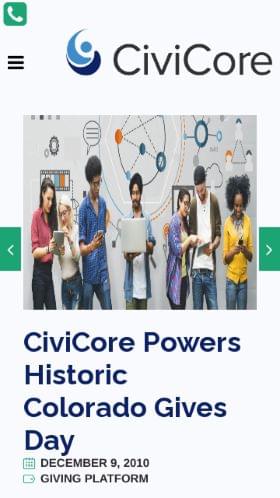 CiviCore
CiviCore Powers
Historic
Colorado Gives
Day
DECEMBER 9, 2010
GIVING PLATFORM